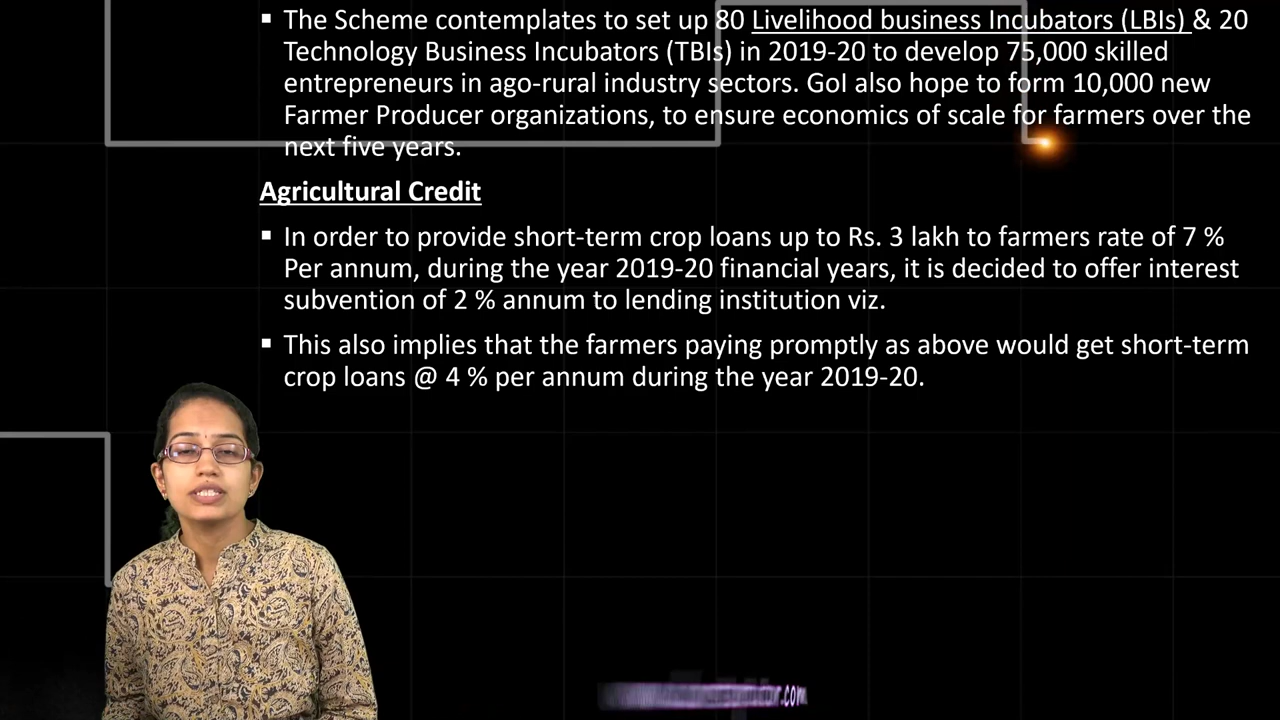 ▪ The Scheme contemplates to set up 80 Livelihood business Incubators (LBIs) & 20
Technology Business Incubators (TBIs) in 2019-20 to develop 75,000 skilled
entrepreneurs in ago-rural industry sectors. GoI also hope to form 10,000 new
Farmer Producer organizations, to ensure economics of scale for farmers over the
next five years.
Agricultural Credit
▪ In order to provide short-term crop loans up to Rs. 3 lakh to farmers rate of 7 %
Per annum, during the year 2019-20 financial years, it is decided to offer interest
subvention of 2 % annum to lending institution viz.
▪ This also implies that the farmers paying promptly as above would get short-term
crop loans @ 4 % per annum during the year 2019-20.